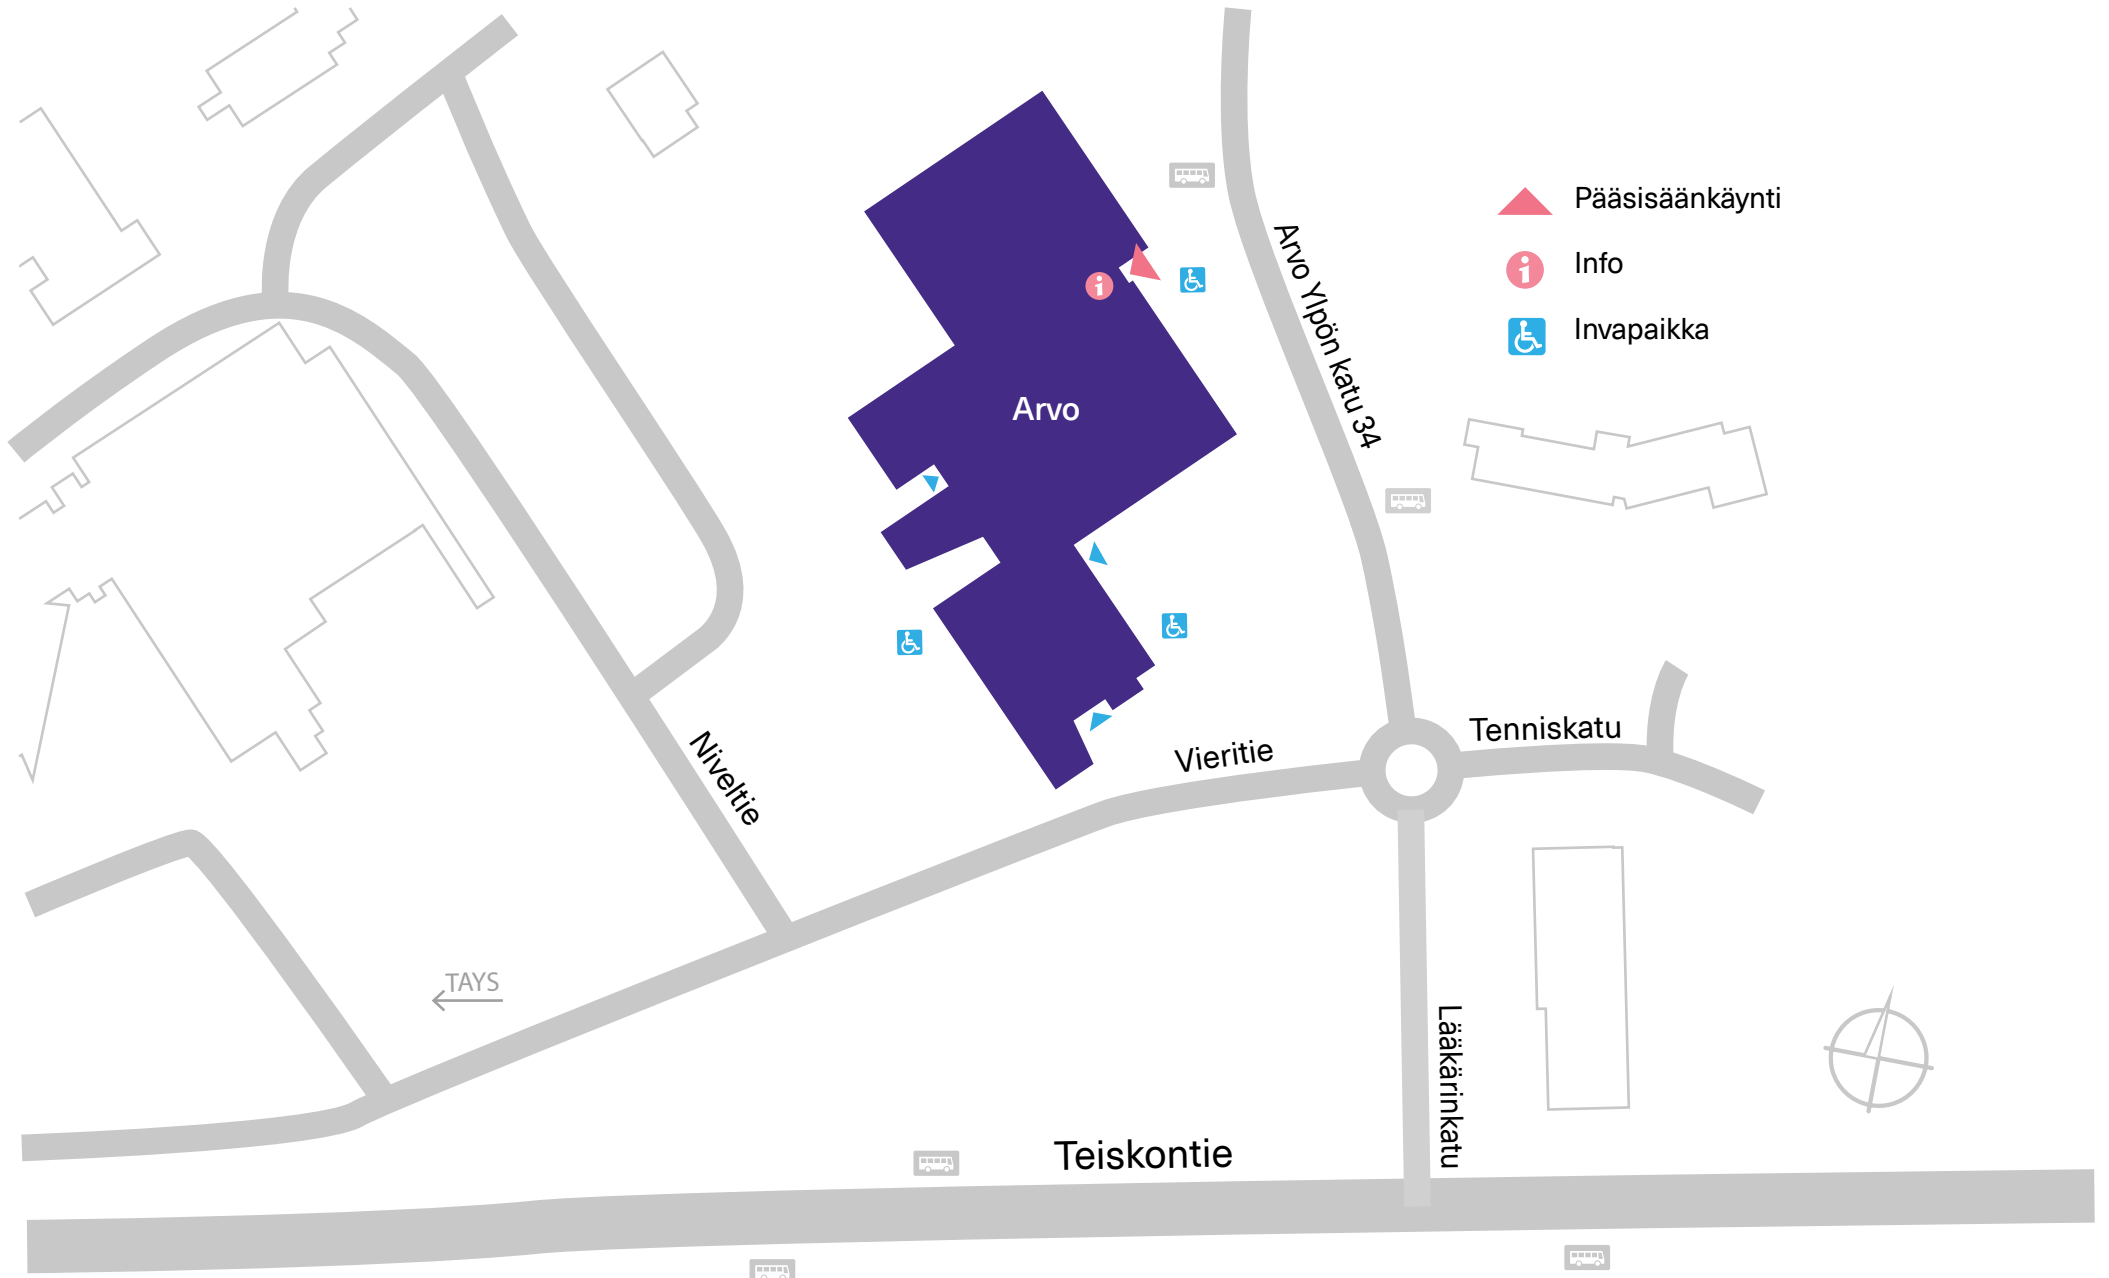 Pääsisäänkäynti
Info
Invapaikka
Arvo Ylpön katu 34
Arvo
Tenniskatu
Vieritie
Niveltie
TAYS
Lääkärinkatu
Teiskontie